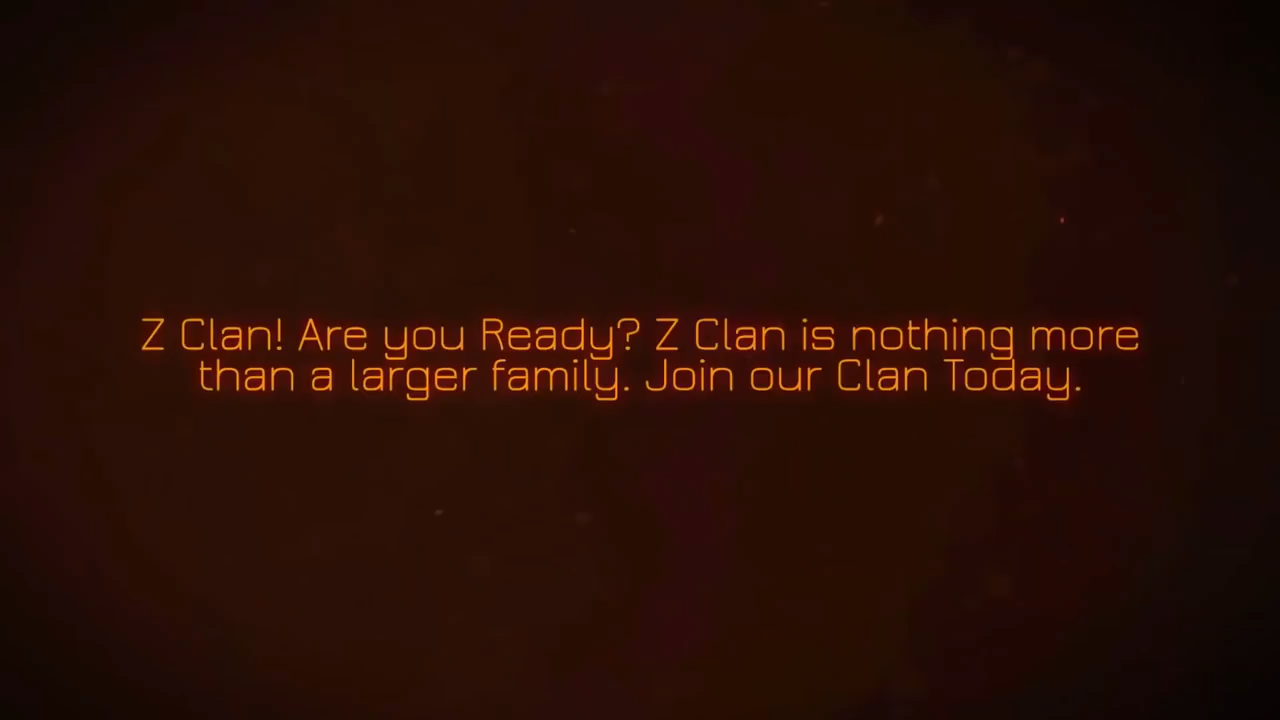 Z Clan! Are you Ready? Z Clan is nothing more
than a larger family. Join our Clan Today.